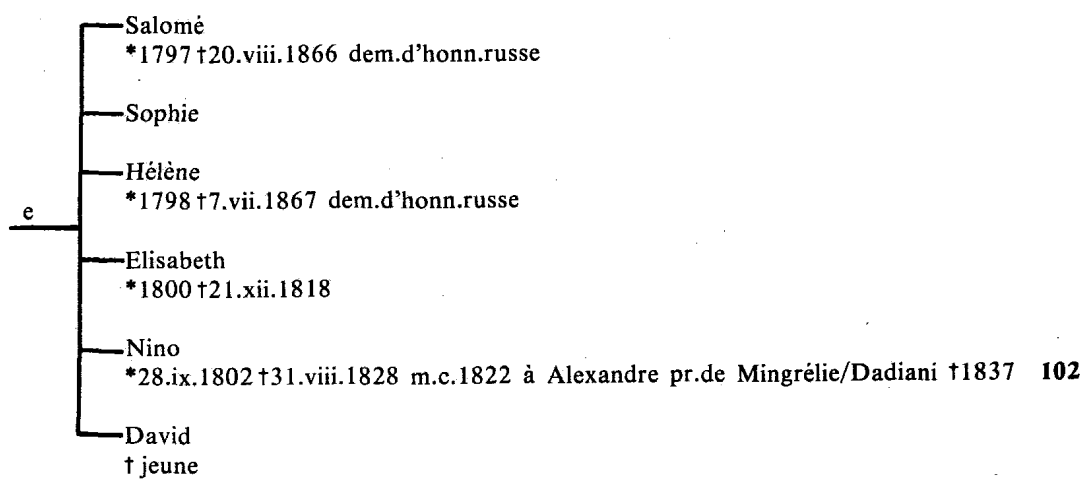 Salomé
*1797 †20.viii.1866 dem.d'honn.russe
Sophie
Hélène
*1798 †7.vii.1867 dem.d'honn.russe
e
Elisabeth
*1800 †21.xii.1818
Nino
*28.ix.1802 †31.viii.1828 m.c.1822 à Alexandre pr.de Mingrélie/Dadiani †1837 102
David
† jeune